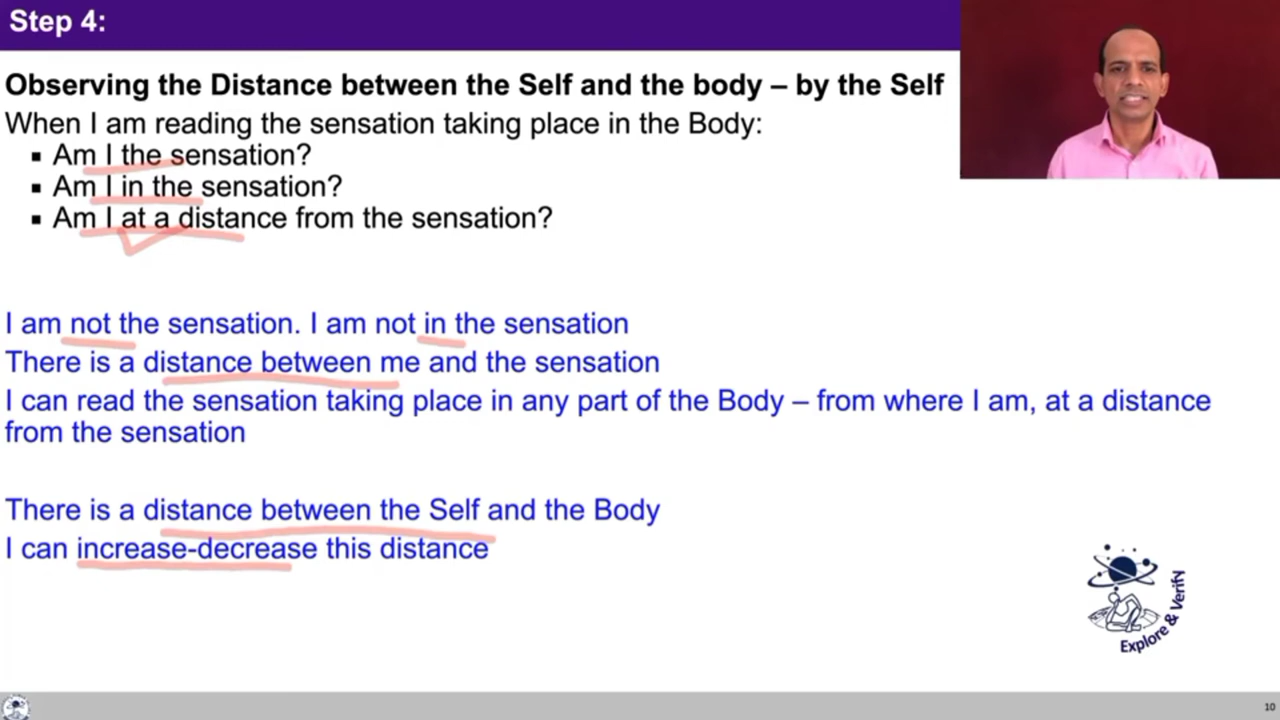 Step 4:
Observing the Distance between the Self and the body – by the Self
When I am reading the sensation taking place in the Body:
▪ Am I the sensation?
▪ Am I in the sensation?
▪ Am I at a distance from the sensation?
I am not the sensation. I am not in the sensation
There is a distance between me and the sensation
I can read the sensation taking place in any part of the Body – from where I am, at a distance
from the sensation
There is a distance between the Self and the Body
I can increase-decrease this distance
Explore & Verify
10